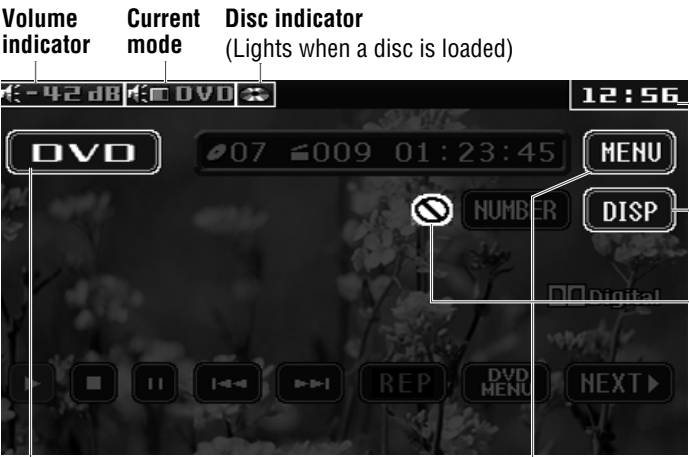 Volume indicator
Current mode
Disc indicator
(Lights when a disc is loaded)
-42 dB DVD 12:56
DVD 07 009 01:23:45 MENU
NUMBER DISP
Digital
REP DVD MENU NEXT